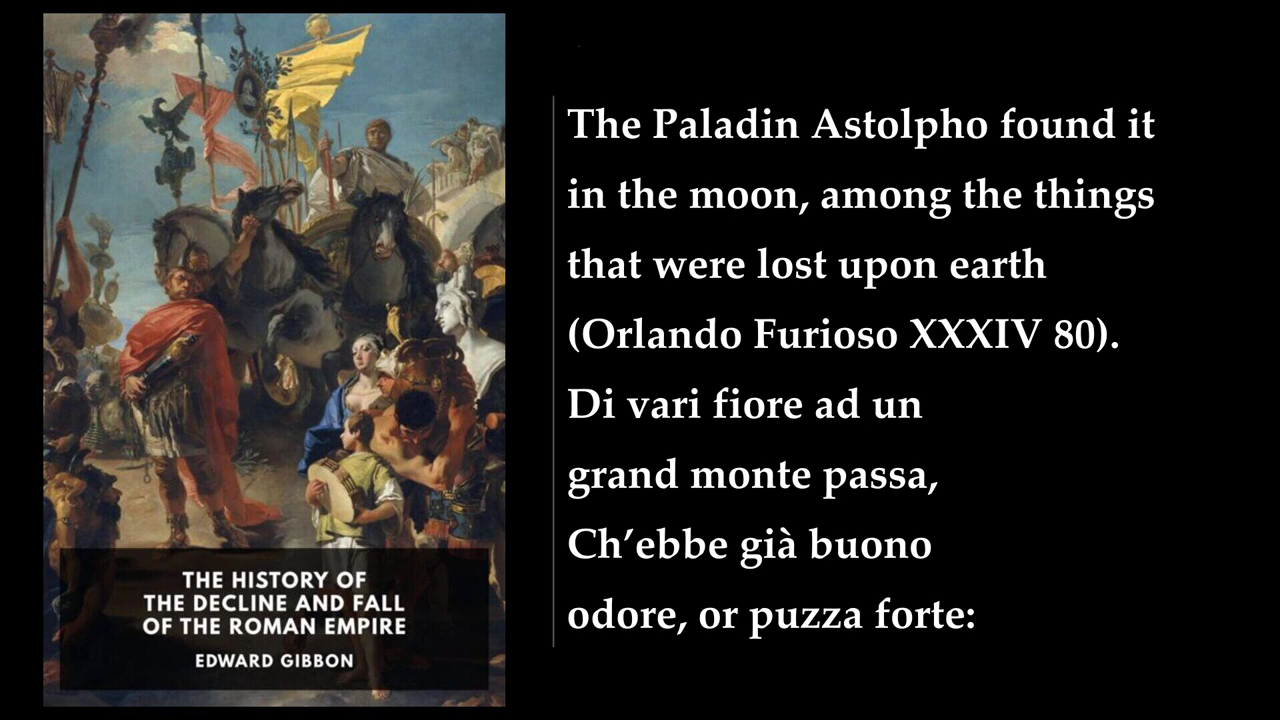 THE HISTORY OF
THE DECLINE AND FALL
OF THE ROMAN EMPIRE
EDWARD GIBBON
The Paladin Astolpho found it
in the moon, among the things
that were lost upon earth
(Orlando Furioso XXXIV 80).
Di vari fiore ad un
grand monte passa,
Ch’ebbe già buono
odore, or puzza forte: